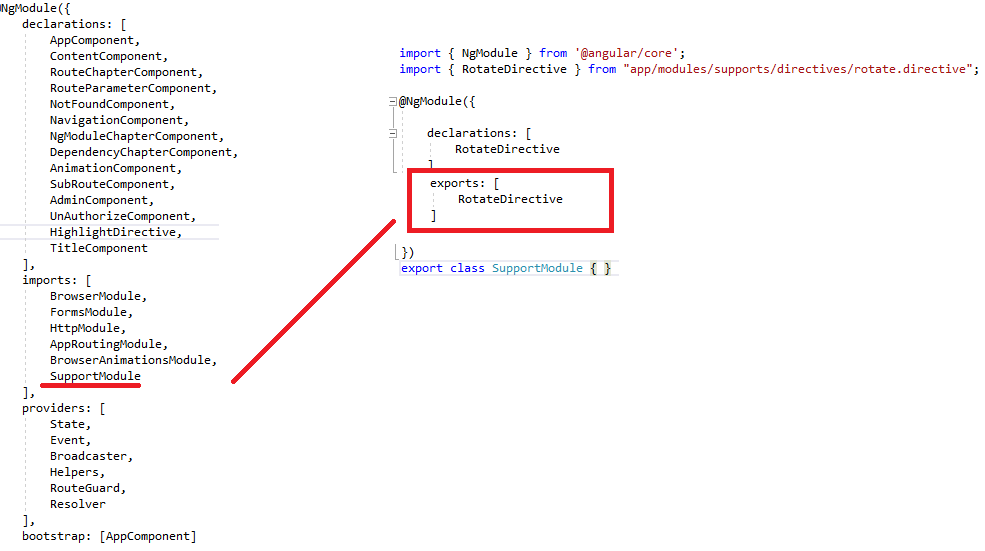 NgModule({
declarations: [
AppComponent,
ContentComponent,
RouteChapterComponent,
RouteParameterComponent,
NotFoundComponent,
NavigationComponent,
NgModuleChapterComponent,
DependencyChapterComponent,
AnimationComponent,
SubRouteComponent,
AdminComponent,
UnAuthorizeComponent,
HighlightDirective,
TitleComponent
],
imports: [
BrowserModule,
FormsModule,
HttpModule,
AppRoutingModule,
BrowserAnimationsModule,
SupportModule
],
providers: [
State,
Event,
Broadcaster,
Helpers,
RouteGuard,
Resolver
],
bootstrap: [AppComponent]
import { NgModule } from '@angular/core';
import { RotateDirective } from "app/modules/supports/directives/rotate.directive";
@NgModule({
declarations: [
RotateDirective
]
exports: [
RotateDirective
]
})
export class SupportModule { }